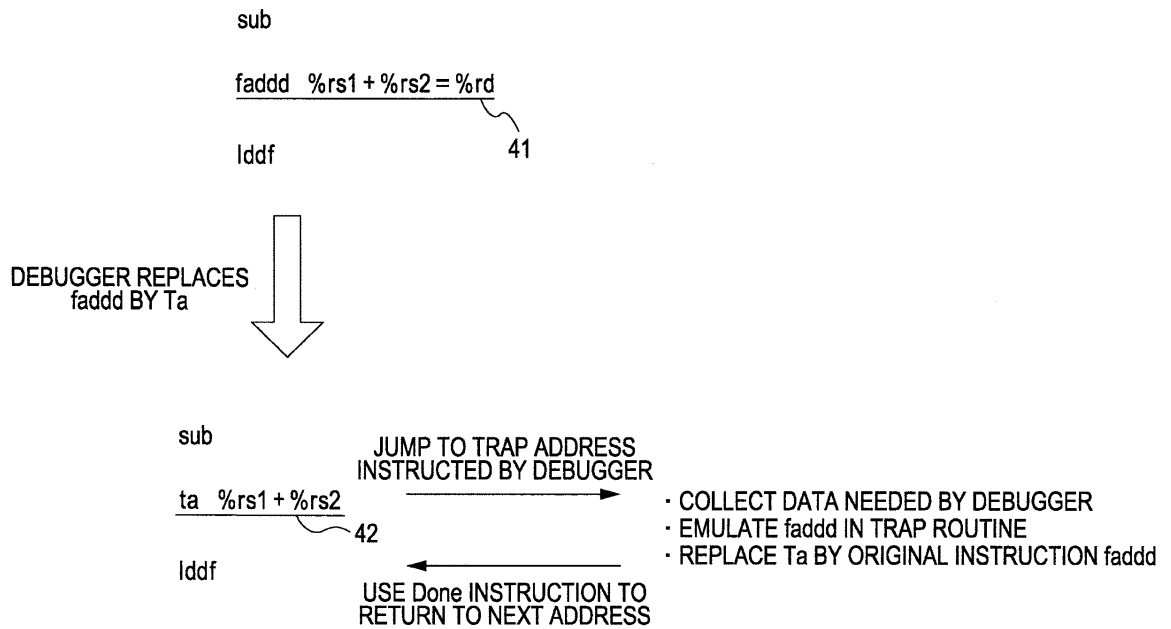 sub
faddd %rs1 + %rs2 = %rd
41
lddf
DEBUGGER REPLACES
faddd BY Ta
sub
JUMP TO TRAP ADDRESS
INSTRUCTED BY DEBUGGER
ta %rs1 + %rs2
42
· COLLECT DATA NEEDED BY DEBUGGER
· EMULATE faddd IN TRAP ROUTINE
· REPLACE Ta BY ORIGINAL INSTRUCTION faddd
lddf
USE Done INSTRUCTION TO
RETURN TO NEXT ADDRESS